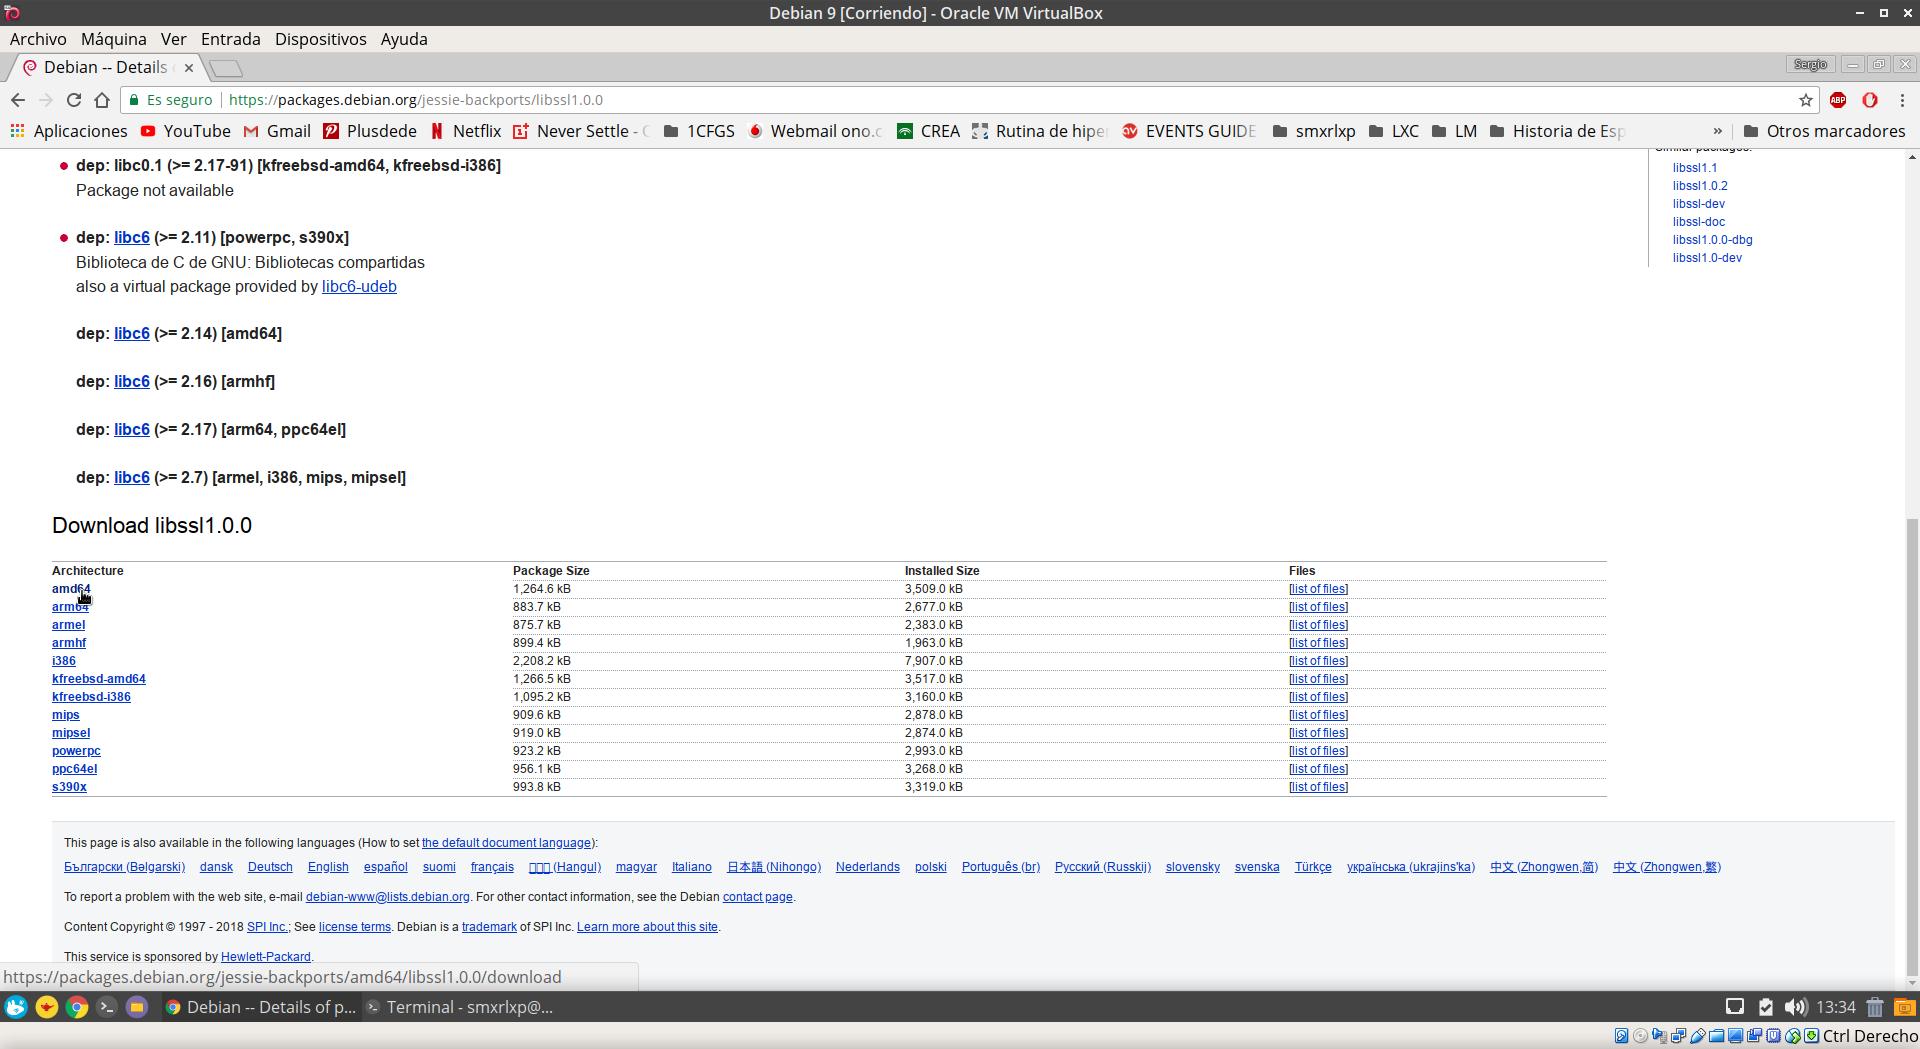 Debian 9 [Corriendo] - Oracle VM VirtualBox
Archivo Máquina Ver Entrada Dispositivos Ayuda
Debian -- Details
Sergio
Es seguro https://packages.debian.org/jessie-backports/libssl1.0.0
ABP
Aplicaciones YouTube Gmail Plusdede Netflix Never Settle - 1CFGS Webmail ono.c CREA Rutina de hiper EVENTS GUIDE smxrlxp LXC LM Historia de Esp » Otros marcadores
dep: libc0.1 (>= 2.17-91) [kfreebsd-amd64, kfreebsd-i386]
Package not available
dep: libc6 (>= 2.11) [powerpc, s390x]
Biblioteca de C de GNU: Bibliotecas compartidas
also a virtual package provided by libc6-udeb
dep: libc6 (>= 2.14) [amd64]
dep: libc6 (>= 2.16) [armhf]
dep: libc6 (>= 2.17) [arm64, ppc64el]
dep: libc6 (>= 2.7) [armel, i386, mips, mipsel]
Similar packages:
libssl1.1
libssl1.0.2
libssl-dev
libssl-doc
libssl1.0.0-dbg
libssl1.0-dev
Download libssl1.0.0
Architecture Package Size Installed Size Files
amd64 1,264.6 kB 3,509.0 kB [list of files]
arm64 883.7 kB 2,677.0 kB [list of files]
armel 875.7 kB 2,383.0 kB [list of files]
armhf 899.4 kB 1,963.0 kB [list of files]
i386 2,208.2 kB 7,907.0 kB [list of files]
kfreebsd-amd64 1,266.5 kB 3,517.0 kB [list of files]
kfreebsd-i386 1,095.2 kB 3,160.0 kB [list of files]
mips 909.6 kB 2,878.0 kB [list of files]
mipsel 919.0 kB 2,874.0 kB [list of files]
powerpc 923.2 kB 2,993.0 kB [list of files]
ppc64el 956.1 kB 3,268.0 kB [list of files]
s390x 993.8 kB 3,319.0 kB [list of files]
This page is also available in the following languages (How to set the default document language):
Български (Bəlgarski) dansk Deutsch English español suomi français (Hangul) magyar Italiano 日本語 (Nihongo) Nederlands polski Português (br) Русский (Russkij) slovensky svenska Türkçe українська (ukrajins'ka) 中文 (Zhongwen,简) 中文 (Zhongwen,繁)
To report a problem with the web site, e-mail debian-www@lists.debian.org. For other contact information, see the Debian contact page.
Content Copyright © 1997 - 2018 SPI Inc.; See license terms. Debian is a trademark of SPI Inc. Learn more about this site.
This service is sponsored by Hewlett-Packard.
https://packages.debian.org/jessie-backports/amd64/libssl1.0.0/download
Debian -- Details of p... Terminal - smxrlxp@... 13:34
Ctrl Derecho